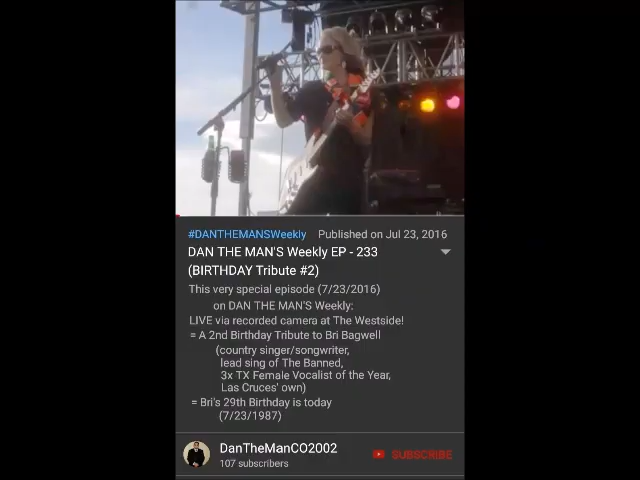 #DANTHEMANSWeekly Published on Jul 23, 2016
DAN THE MAN'S Weekly EP - 233
(BIRTHDAY Tribute #2)
This very special episode (7/23/2016)
on DAN THE MAN'S Weekly:
LIVE via recorded camera at The Westside!
= A 2nd Birthday Tribute to Bri Bagwell
(country singer/songwriter,
lead sing of The Banned,
3x TX Female Vocalist of the Year,
Las Cruces' own)
= Bri's 29th Birthday is today
(7/23/1987)
DanTheManCO2002
SUBSCRIBE
107 subscribers